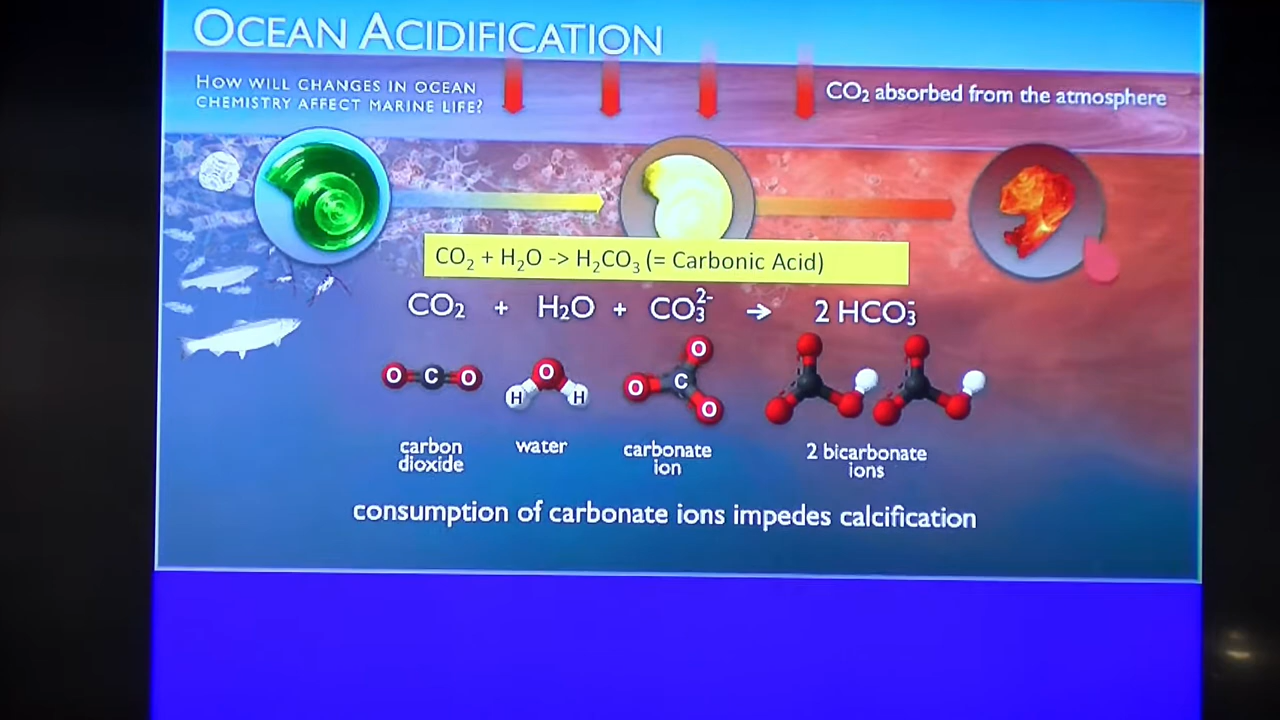 OCEAN ACIDIFICATION
HOW WILL CHANGES IN OCEAN
CHEMISTRY AFFECT MARINE LIFE?
CO₂ absorbed from the atmosphere
CO₂ + H₂O -> H₂CO₃ (= Carbonic Acid)
CO₂ + H₂O + CO₃²⁻ → 2 HCO₃⁻
O C O
H O H
O O C O
carbon
dioxide
water
carbonate
ion
2 bicarbonate
ions
consumption of carbonate ions impedes calcification